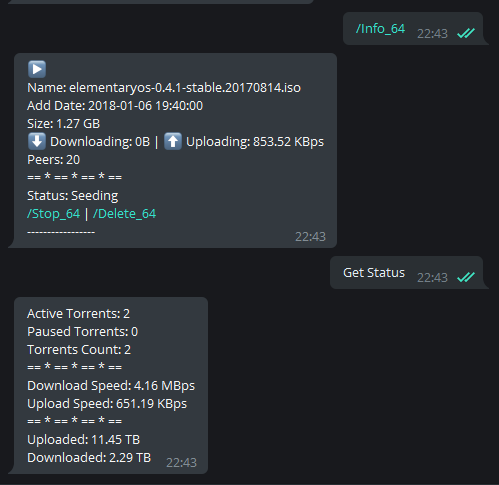 /Info_64 22:43
Name: elementaryos-0.4.1-stable.20170814.iso
Add Date: 2018-01-06 19:40:00
Size: 1.27 GB
⬇️ Downloading: 0B | ⬆️ Uploading: 853.52 KBps
Peers: 20
== * == * == * ==
Status: Seeding
/Stop_64 | /Delete_64
-----------------
22:43
Get Status 22:43
Active Torrents: 2
Paused Torrents: 0
Torrents Count: 2
== * == * == * ==
Download Speed: 4.16 MBps
Upload Speed: 651.19 KBps
== * == * == * ==
Uploaded: 11.45 TB
Downloaded: 2.29 TB 22:43